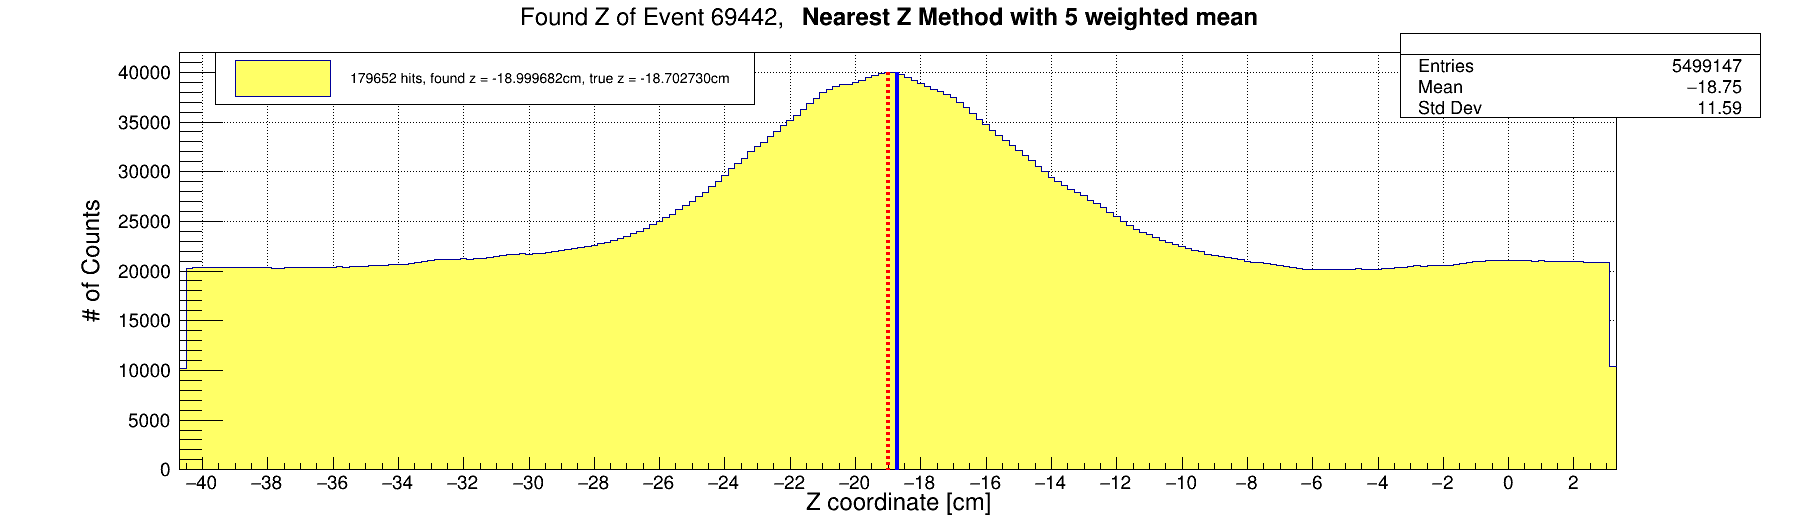 Found Z of Event 69442, Nearest Z Method with 5 weighted mean
179652 hits, found z = -18.999682cm, true z = -18.702730cm
Entries 5499147
Mean −18.75
Std Dev 11.59
# of Counts
40000
35000
30000
25000
20000
15000
10000
5000
0
−40 −38 −36 −34 −32 −30 −28 −26 −24 −22 −20 −18 −16 −14 −12 −10 −8 −6 −4 −2 0 2
Z coordinate [cm]